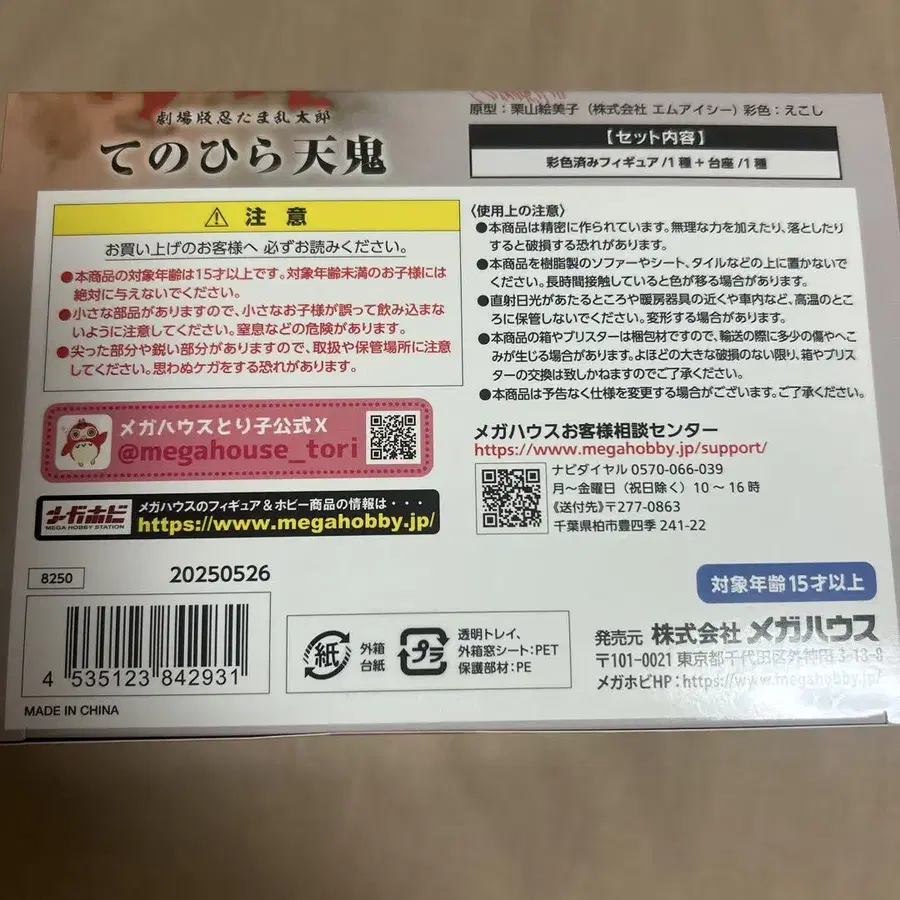 劇場版忍たま乱太郎
てのひら天鬼
原型：栗山絵美子（株式会社 エムアイシー）彩色：えこし
【セット内容】
彩色済みフィギュア/1種＋台座/1種
⚠ 注意
お買い上げのお客様へ 必ずお読みください。
●本商品の対象年齢は15才以上です。対象年齢未満のお子様には
絶対に与えないでください。
●小さな部品がありますので、小さなお子様が誤って飲み込まな
いように注意してください。窒息などの危険があります。
●尖った部分や鋭い部分がありますので、取扱や保管場所に注意
してください。思わぬケガをする恐れがあります。
メガハウスとり子公式X
@megahouse_tori
メガホビ
MEGA HOBBY STATION
メガハウスのフィギュア＆ホビー商品の情報は・・・
https://www.megahobby.jp/
〈使用上の注意〉
●本商品は精密に作られています。無理な力を加えたり、落としたり
すると破損する恐れがあります。
●本商品を樹脂製のソファーやシート、タイルなどの上に置かないで
ください。長時間接触していると色が移る場合があります。
●直射日光があたるところや暖房器具の近くや車内など、高温のとこ
ろに保管しないでください。変形する場合があります。
●本商品の箱やブリスターは梱包材ですので、輸送の際に多少の傷やへこ
みが生じる場合があります。よほどの大きな破損のない限り、箱やブリス
ターの交換は致しかねますのでご了承ください。
●本商品は予告なく仕様を変更する場合がございます。ご了承ください。
メガハウスお客様相談センター
https://www.megahobby.jp/support/
ナビダイヤル 0570-066-039
月～金曜日（祝日除く）10～16時
《送付先》〒277-0863
千葉県柏市豊四季 241-22
8250
20250526
4 535123 842931
MADE IN CHINA
紙
外箱
台紙
プラ
透明トレイ、
外箱窓シート:PET
保護部材:PE
対象年齢15才以上
発売元 株式会社 メガハウス
〒101-0021 東京都千代田区外神田 3-13-8
メガホビHP：https://www.megahobby.jp/